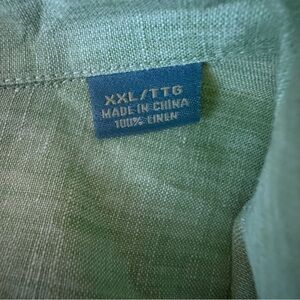 XXL/TTG
MADE IN CHINA
100% LINEN